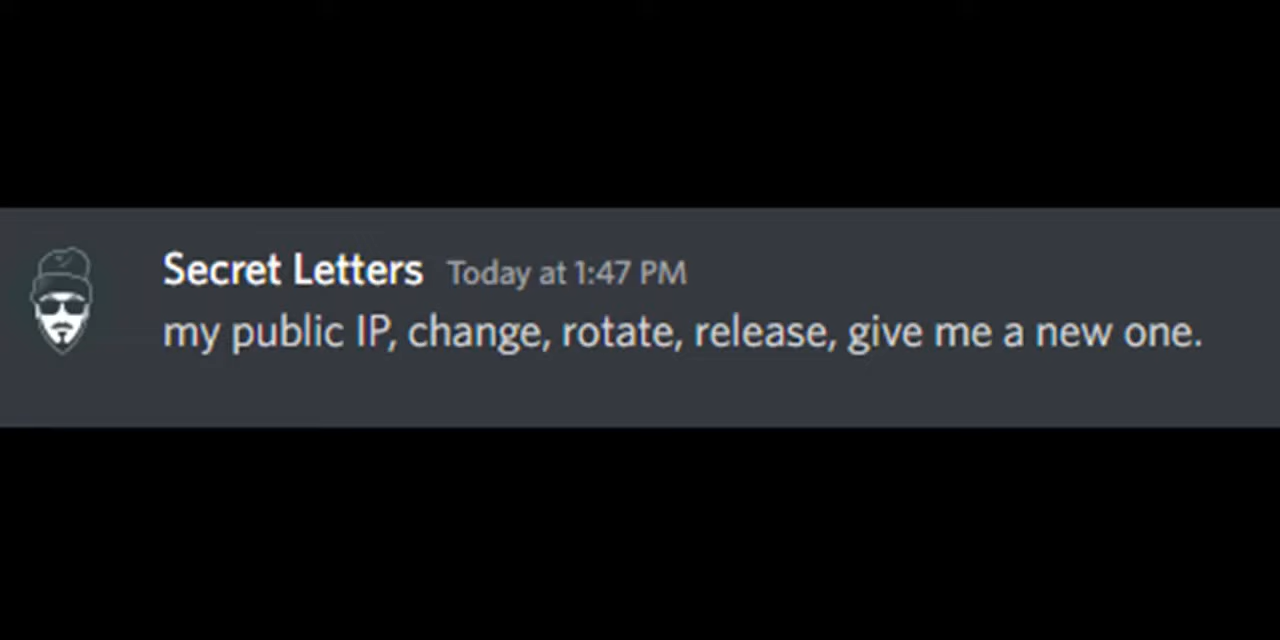 Secret Letters Today at 1:47 PM
my public IP, change, rotate, release, give me a new one.